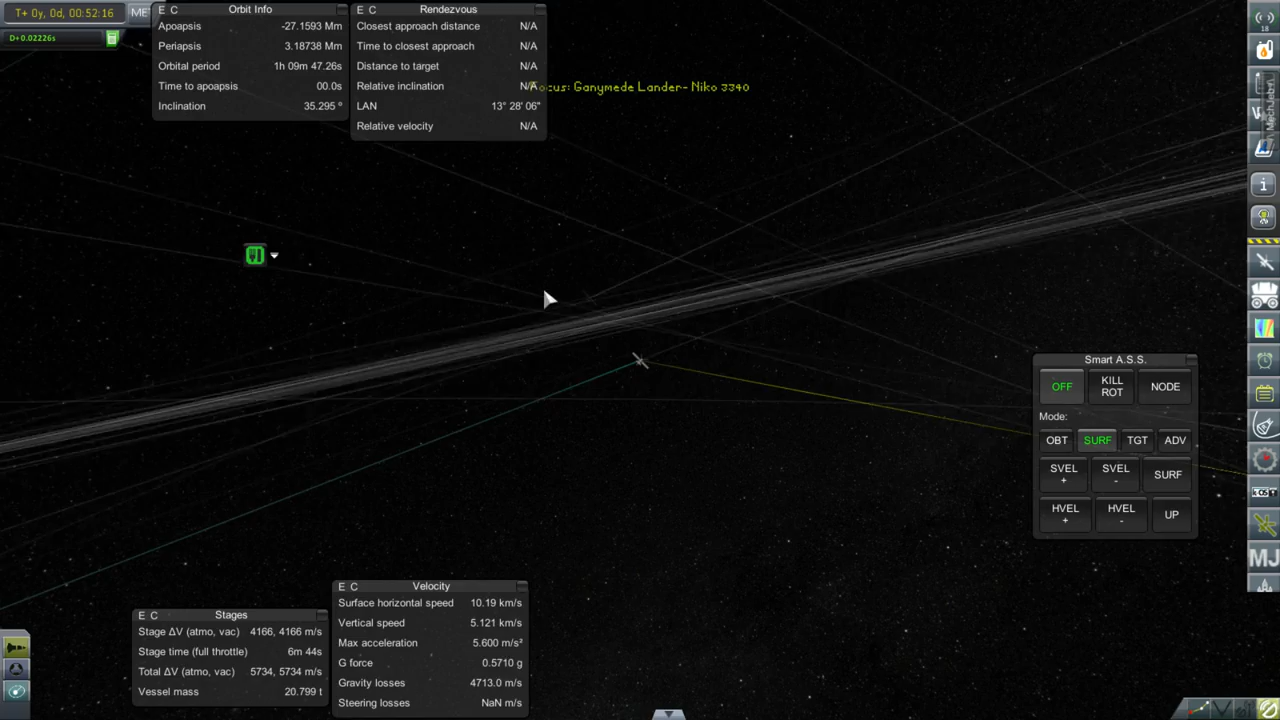 T+ 0y, 0d, 00:52:16 MET
D+0.02226s
E C Orbit Info
Apoapsis -27.1593 Mm
Periapsis 3.18738 Mm
Orbital period 1h 09m 47.26s
Time to apoapsis 00.0s
Inclination 35.295 º
E C Rendezvous
Closest approach distance N/A
Time to closest approach N/A
Distance to target N/A
Relative inclination N/A
LAN 13° 28' 06"
Relative velocity N/A
Focus: Ganymede Lander- Niko 3340
18
MechJeb
Smart A.S.S.
OFF KILL ROT NODE
Mode:
OBT SURF TGT ADV
SVEL + SVEL - SURF
HVEL + HVEL - UP
kOS
MJ
E C Stages
Stage ΔV (atmo, vac) 4166, 4166 m/s
Stage time (full throttle) 6m 44s
Total ΔV (atmo, vac) 5734, 5734 m/s
Vessel mass 20.799 t
E C Velocity
Surface horizontal speed 10.19 km/s
Vertical speed 5.121 km/s
Max acceleration 5.600 m/s²
G force 0.5710 g
Gravity losses 4713.0 m/s
Steering losses NaN m/s